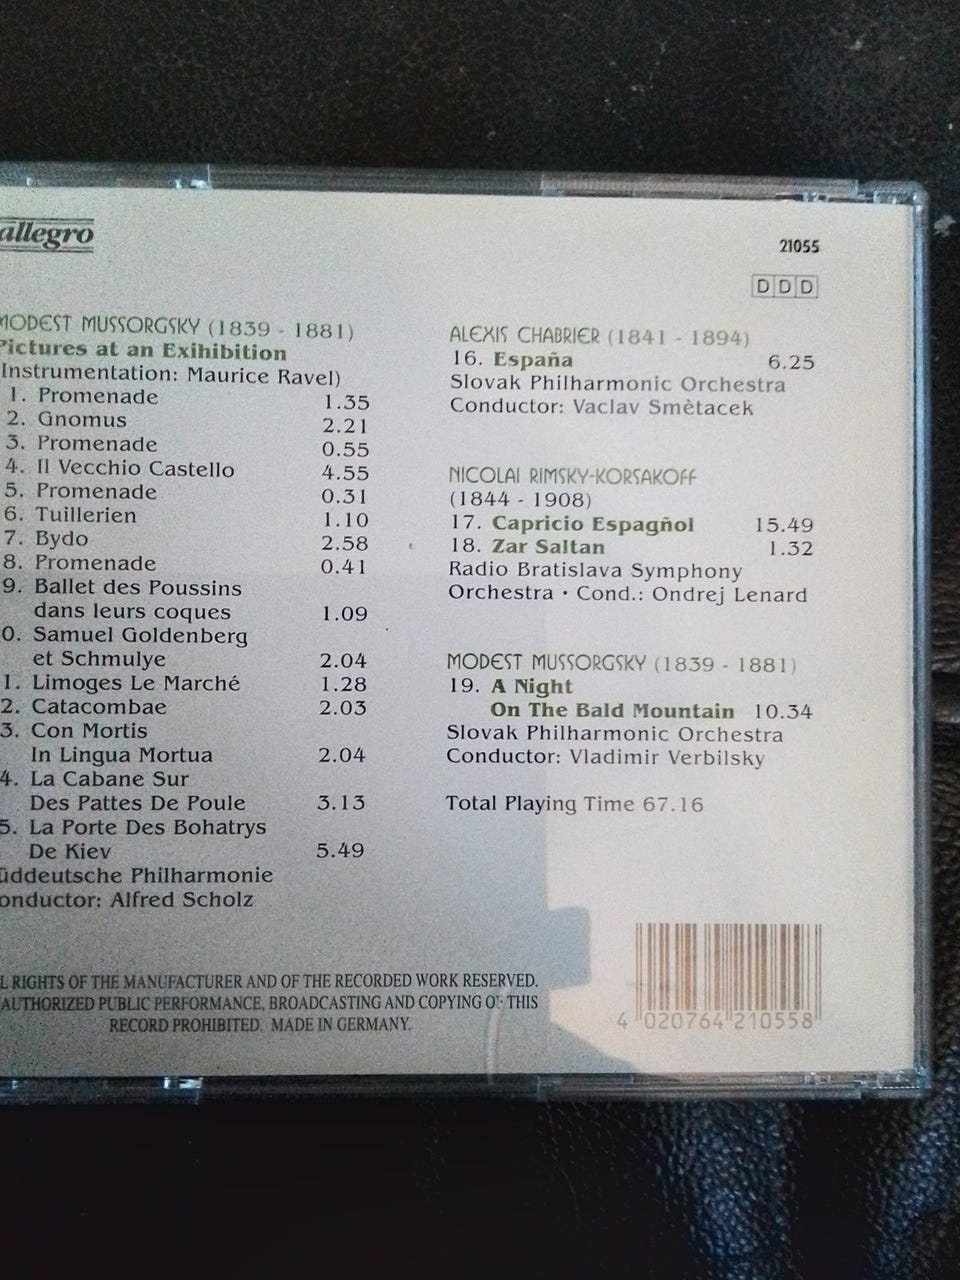 allegro
MODEST MUSSORGSKY (1839 - 1881)
Pictures at an Exihibition
Instrumentation: Maurice Ravel)
1. Promenade 1.35
2. Gnomus 2.21
3. Promenade 0.55
4. Il Vecchio Castello 4.55
5. Promenade 0.31
6. Tuillerien 1.10
7. Bydo 2.58
8. Promenade 0.41
9. Ballet des Poussins
dans leurs coques 1.09
0. Samuel Goldenberg
et Schmulye 2.04
1. Limoges Le Marché 1.28
2. Catacombae 2.03
3. Con Mortis
In Lingua Mortua 2.04
4. La Cabane Sur
Des Pattes De Poule 3.13
5. La Porte Des Bohatrys
De Kiev 5.49
üddeutsche Philharmonie
onductor: Alfred Scholz
L RIGHTS OF THE MANUFACTURER AND OF THE RECORDED WORK RESERVED.
AUTHORIZED PUBLIC PERFORMANCE, BROADCASTING AND COPYING OF THIS
RECORD PROHIBITED. MADE IN GERMANY.
21055
DDD
ALEXIS CHABRIER (1841 - 1894)
16. España 6.25
Slovak Philharmonic Orchestra
Conductor: Vaclav Smètacek
NICOLAI RIMSKY-KORSAKOFF
(1844 - 1908)
17. Capricio Espagñol 15.49
18. Zar Saltan 1.32
Radio Bratislava Symphony
Orchestra · Cond.: Ondrej Lenard
MODEST MUSSORGSKY (1839 - 1881)
19. A Night
On The Bald Mountain 10.34
Slovak Philharmonic Orchestra
Conductor: Vladimir Verbilsky
Total Playing Time 67.16
4 020764 210558